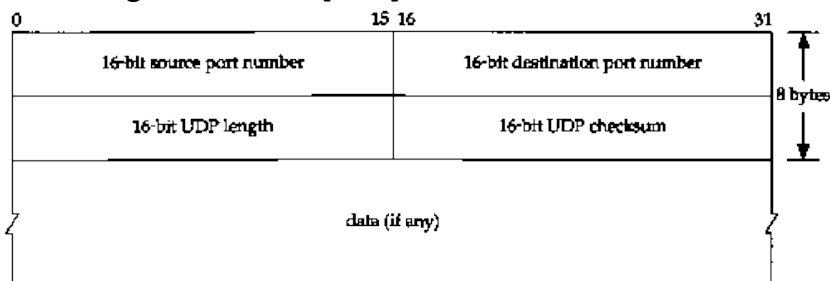 0 15 16 31
16-bit source port number 16-bit destination port number
8 bytes
16-bit UDP length 16-bit UDP checksum
data (if any)